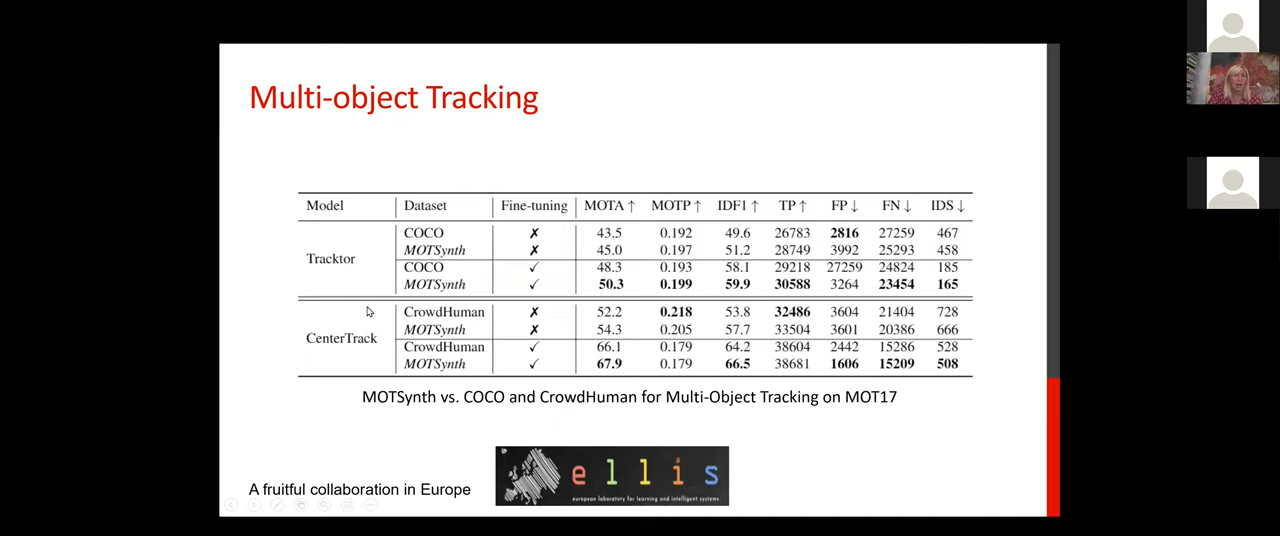 Multi-object Tracking
Model Dataset Fine-tuning MOTA ↑ MOTP ↑ IDF1 ↑ TP ↑ FP ↓ FN ↓ IDS ↓
Tracktor
COCO ✗ 43.5 0.192 49.6 26783 2816 27259 467
MOTSynth ✗ 45.0 0.197 51.2 28749 3992 25293 458
COCO ✓ 48.3 0.193 58.1 29218 27259 24824 185
MOTSynth ✓ 50.3 0.199 59.9 30588 3264 23454 165
CenterTrack
CrowdHuman ✗ 52.2 0.218 53.8 32486 3604 21404 728
MOTSynth ✗ 54.3 0.205 57.7 33504 3601 20386 666
CrowdHuman ✓ 66.1 0.179 64.2 38604 2442 15286 528
MOTSynth ✓ 67.9 0.179 66.5 38681 1606 15209 508
MOTSynth vs. COCO and CrowdHuman for Multi-Object Tracking on MOT17
ellis
european laboratory for learning and intelligent systems
A fruitful collaboration in Europe